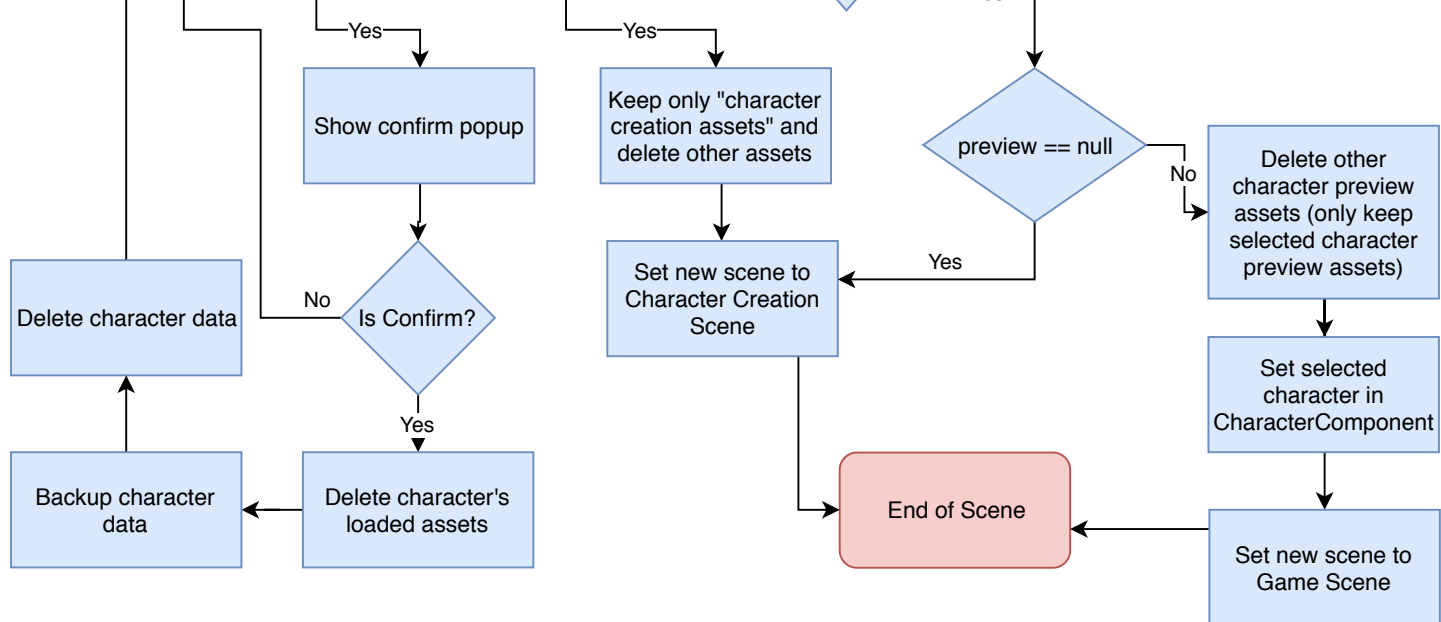 Yes
Yes
Show confirm popup
Keep only "character
creation assets" and
delete other assets
preview == null
No
Delete other
character preview
assets (only keep
selected character
preview assets)
Set new scene to
Character Creation
Scene
Yes
Delete character data
No
Is Confirm?
Yes
Set selected
character in
CharacterComponent
Backup character
data
Delete character's
loaded assets
End of Scene
Set new scene to
Game Scene